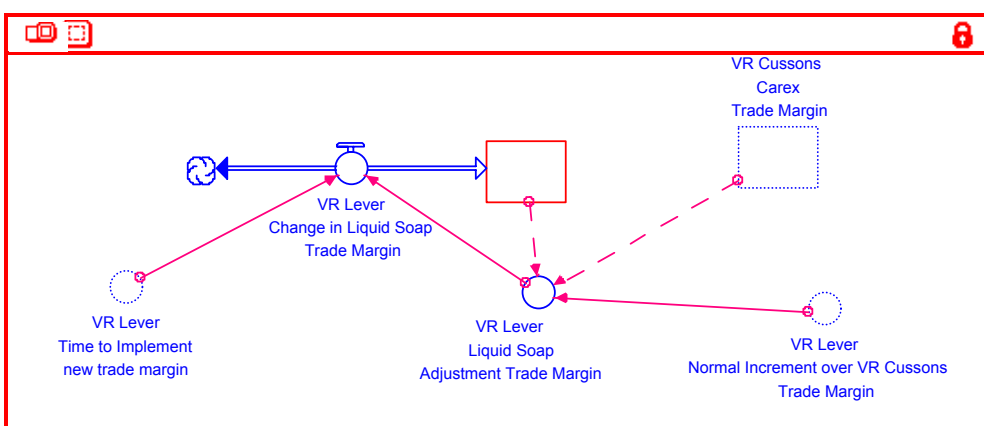 VR Cussons
Carex
Trade Margin
VR Lever
Change in Liquid Soap
Trade Margin
VR Lever
Time to Implement
new trade margin
VR Lever
Liquid Soap
Adjustment Trade Margin
VR Lever
Normal Increment over VR Cussons
Trade Margin